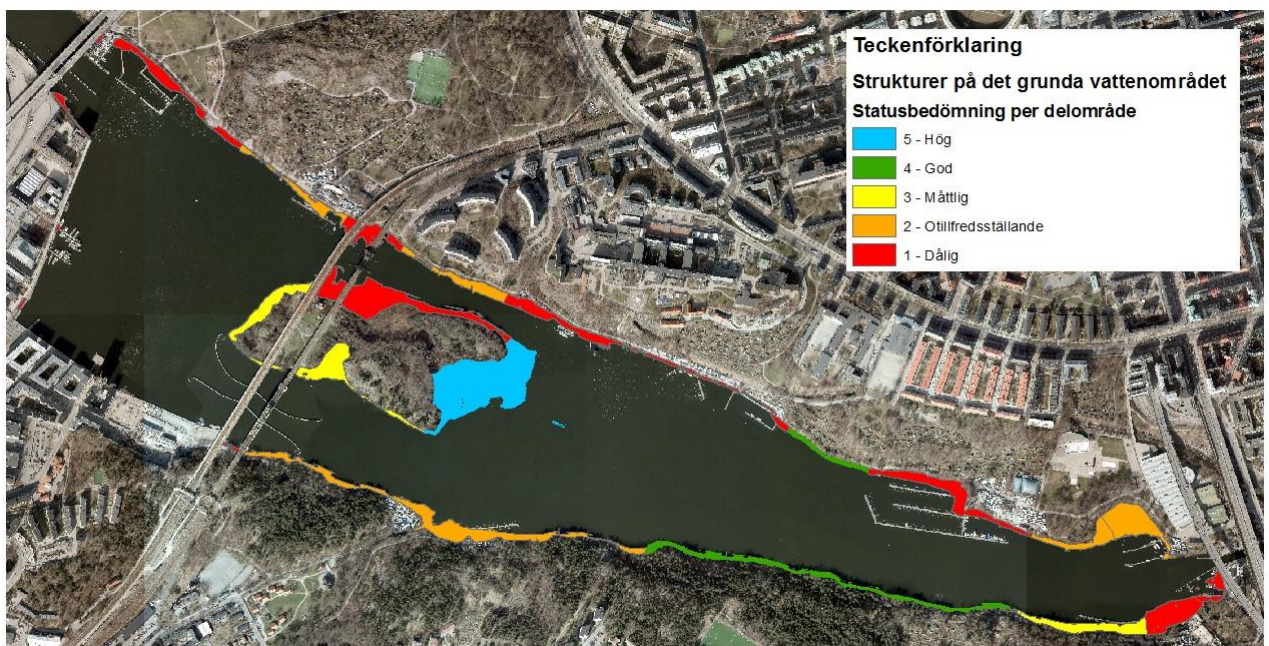 Teckenförklaring
Strukturer på det grunda vattenområdet
Statusbedömning per delområde
5 - Hög
4 - God
3 - Måttlig
2 - Otillfredsställande
1 - Dålig